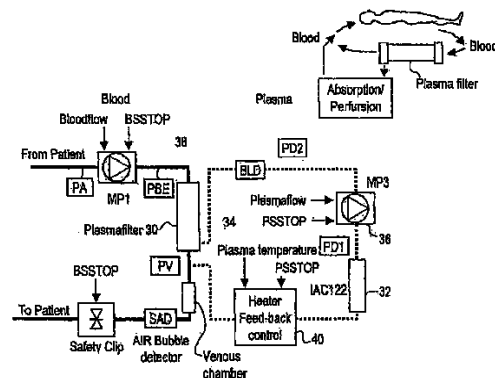 Blood
Blood
Plasma filter
Plasma
Absorption/
Perfursion
Blood
Bloodflow
BSSTOP
38
From Patient
PA
MP1
PBE
BLD
PD2
MP3
Plasmaflow
PSSTOP
36
34
Plasmafilter 30
PV
Plasma temperature
PD1
PSSTOP
IAC122
32
BSSTOP
To Patient
Safety Clip
SAD
AIR Bubble
detector
Venous
chamber
Heater
Feed-back
control
40